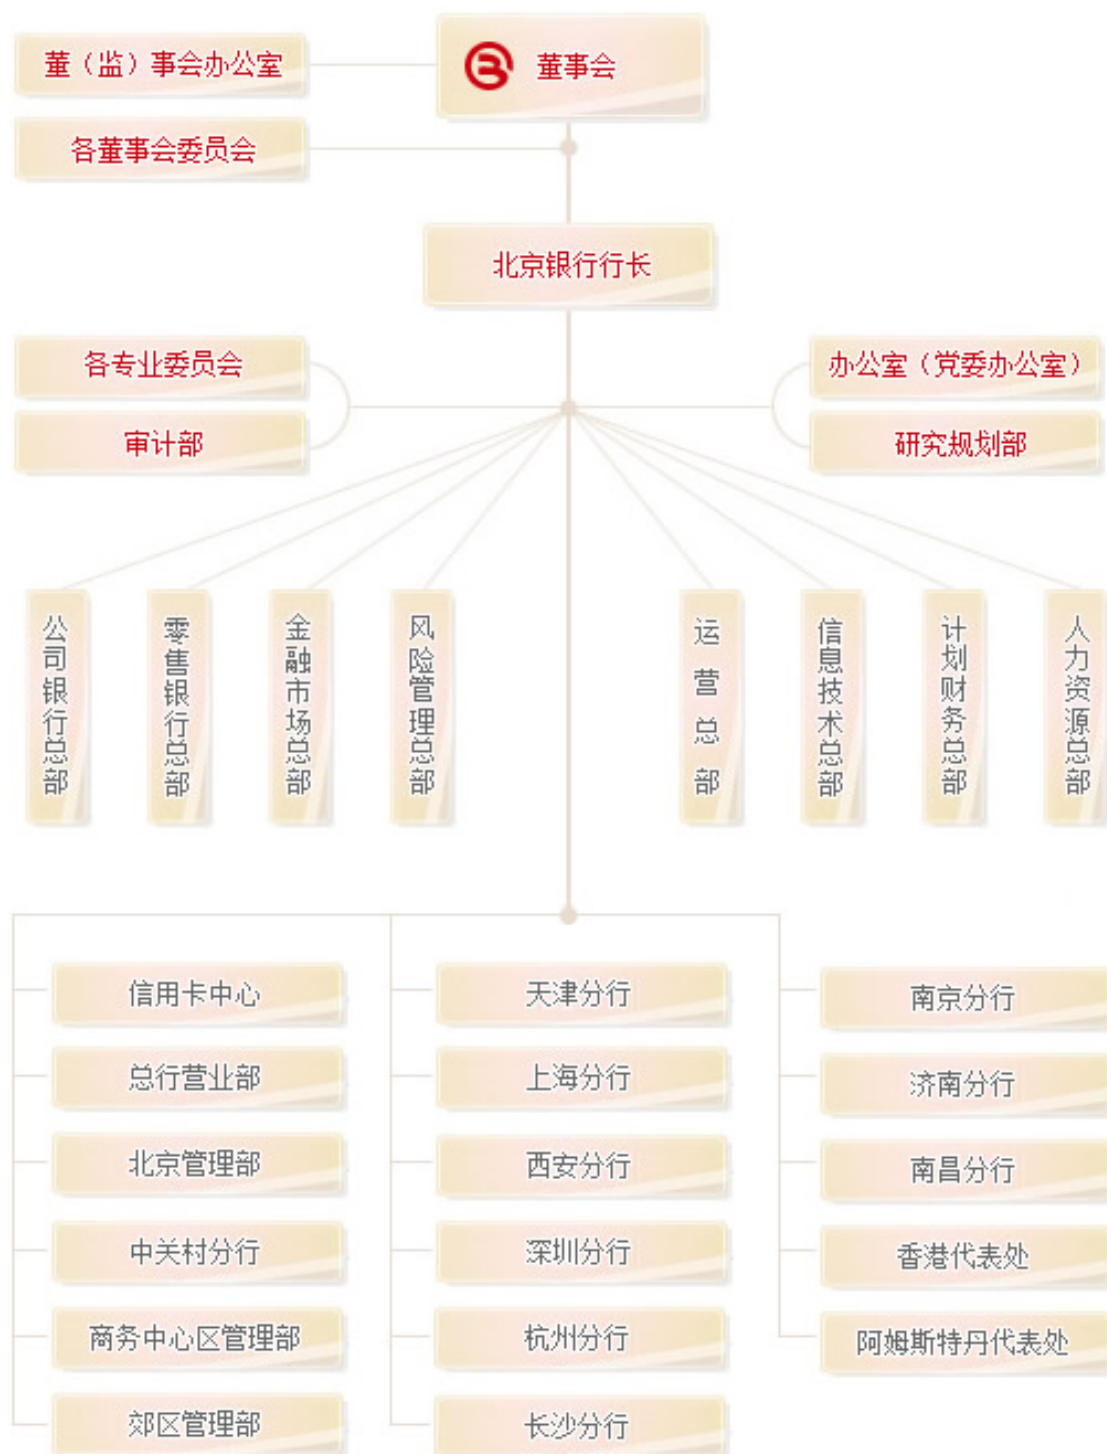 董（监）事会办公室
董事会
各董事会委员会
北京银行行长
各专业委员会
办公室（党委办公室）
审计部
研究规划部
公司银行总部
零售银行总部
金融市场总部
风险管理总部
运营总部
信息技术总部
计划财务总部
人力资源总部
信用卡中心
天津分行
南京分行
总行营业部
上海分行
济南分行
北京管理部
西安分行
南昌分行
中关村分行
深圳分行
香港代表处
商务中心区管理部
杭州分行
阿姆斯特丹代表处
郊区管理部
长沙分行